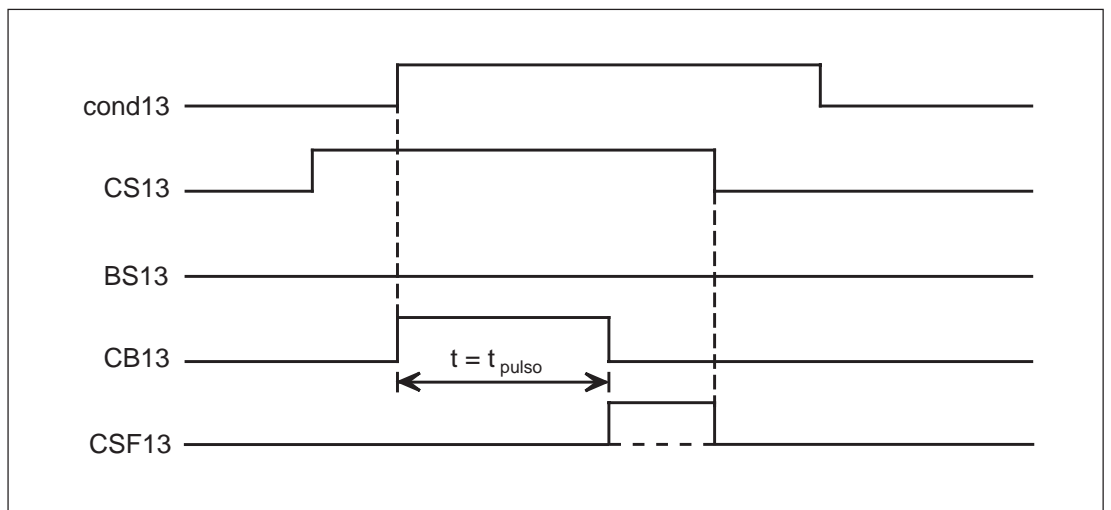 cond13
CS13
BS13
CB13
t = t pulso
CSF13